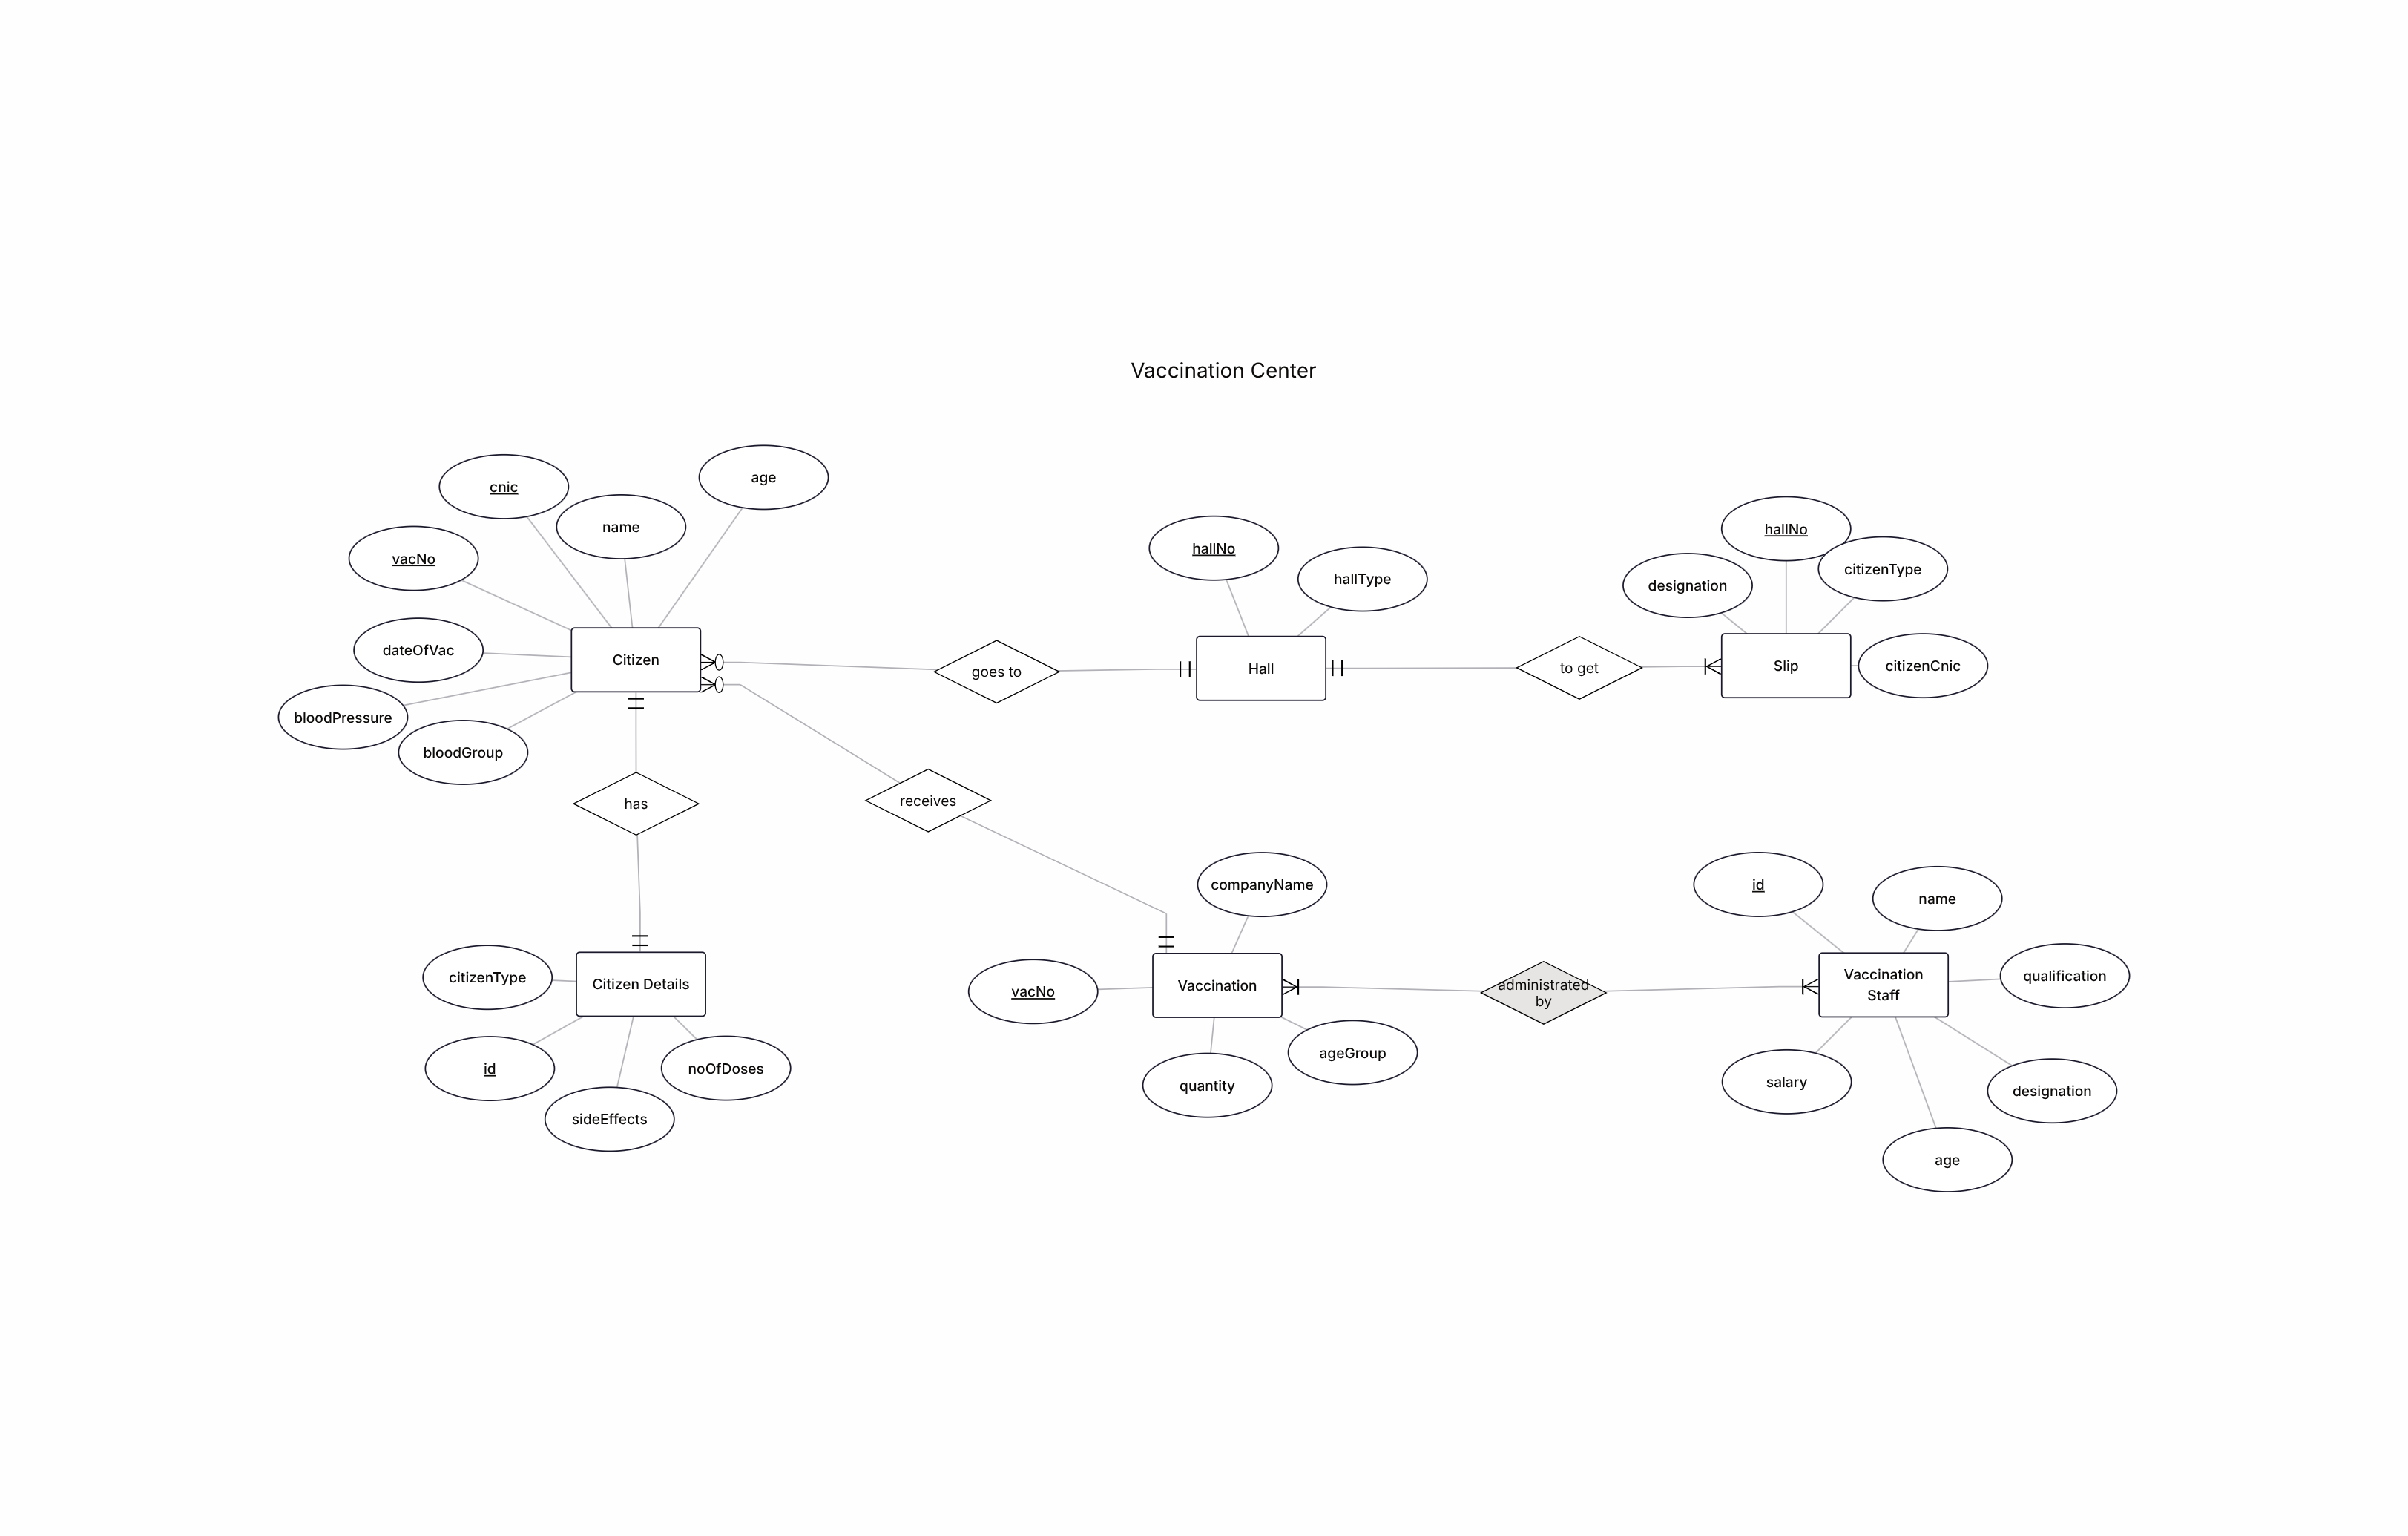 Vaccination Center
cnic
name
age
vacNo
dateOfVac
bloodPressure
bloodGroup
Citizen
goes to
hallNo
hallType
Hall
to get
designation
hallNo
citizenType
citizenCnic
Slip
has
receives
citizenType
Citizen Details
id
sideEffects
noOfDoses
companyName
vacNo
Vaccination
quantity
ageGroup
administrated
by
id
name
qualification
Vaccination
Staff
salary
designation
age